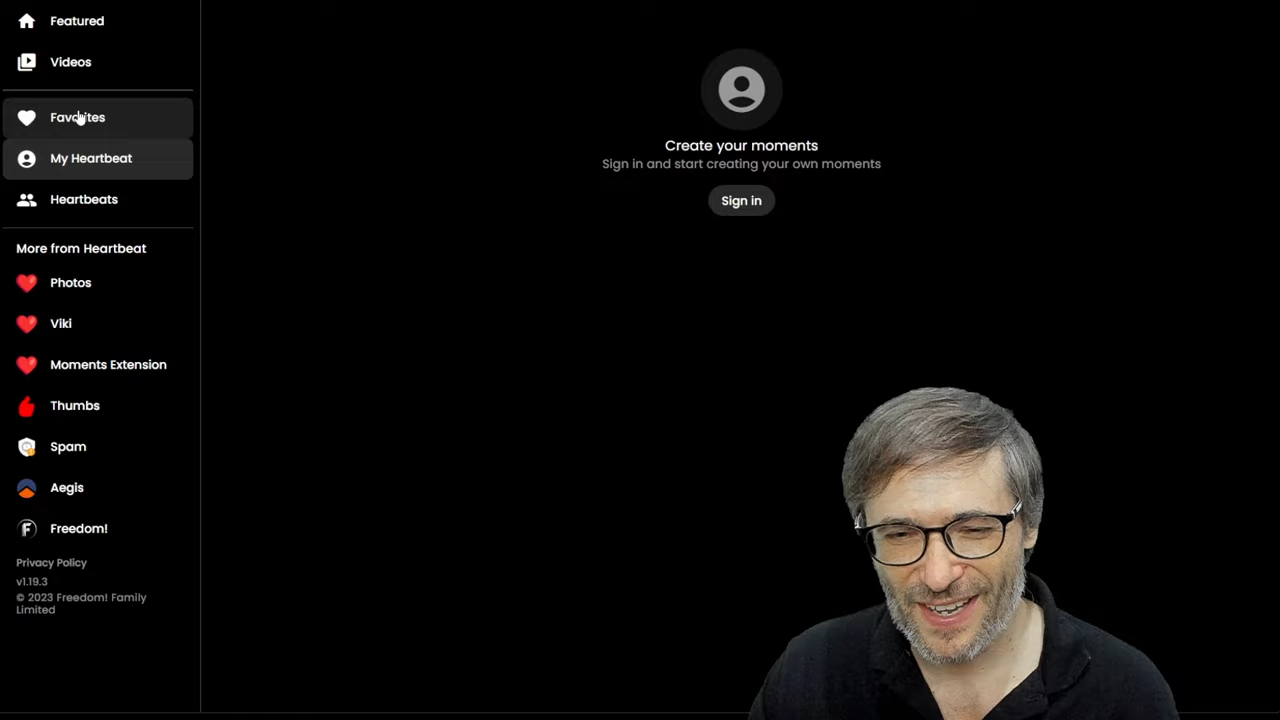 Featured
Videos
Favorites
My Heartbeat
Heartbeats
More from Heartbeat
Photos
Viki
Moments Extension
Thumbs
Spam
Aegis
Freedom!
Privacy Policy
v1.19.3
© 2023 Freedom! Family
Limited
Create your moments
Sign in and start creating your own moments
Sign in